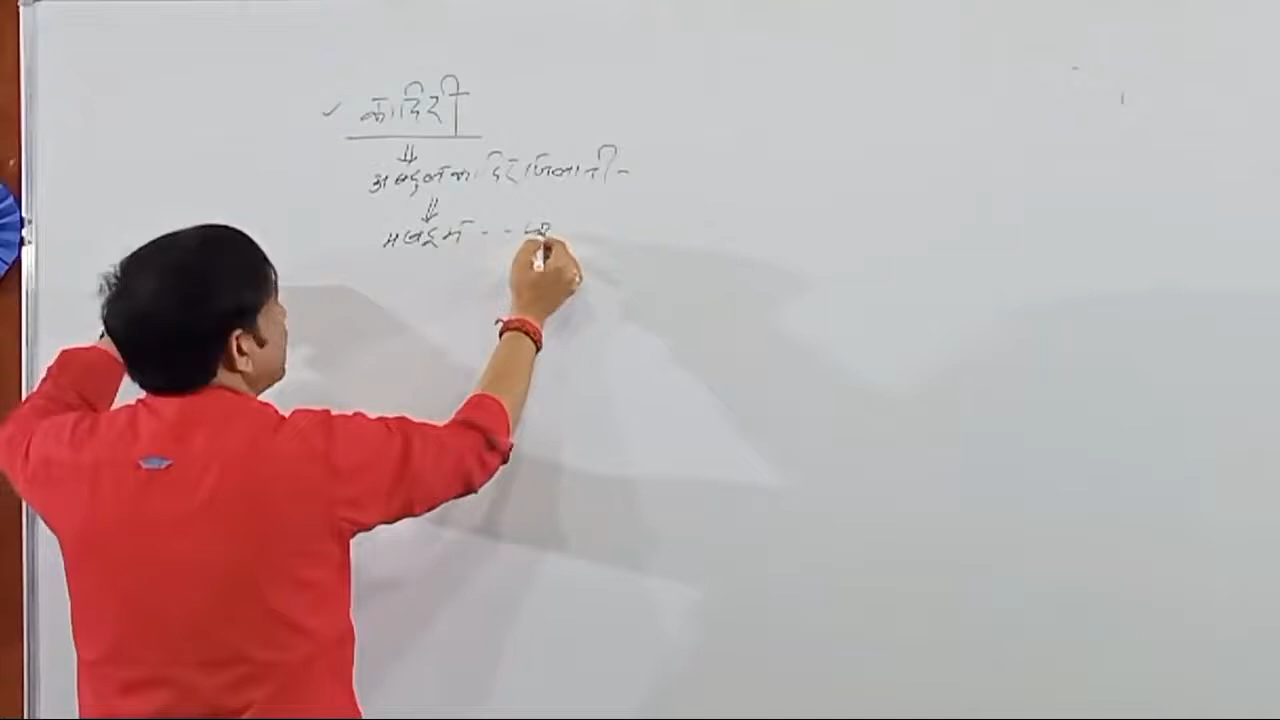 ✓ कादिरी
⇓
अब्दुल कादिर जिलानी -
⇓
मखदूम - -